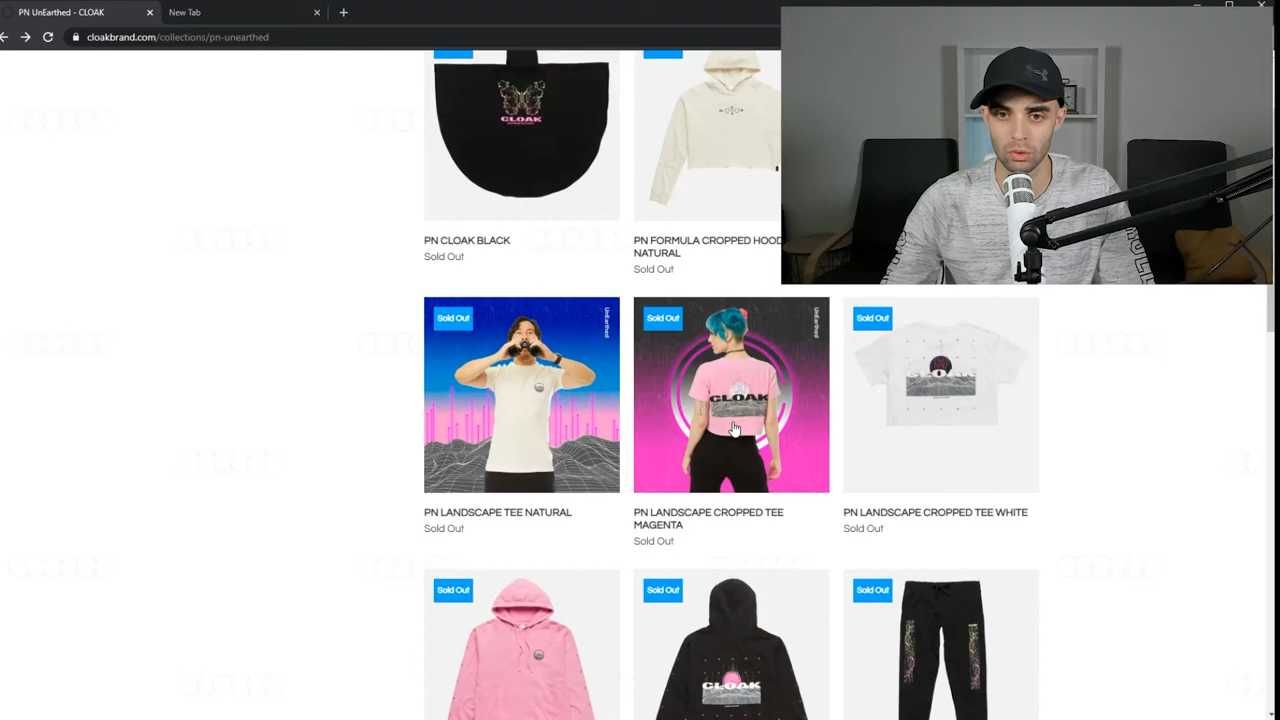 PN UnEarthed - CLOAK
New Tab
cloakbrand.com/collections/pn-unearthed
CLOAK
PN CLOAK BLACK
Sold Out
PN FORMULA CROPPED HOOD
NATURAL
Sold Out
Sold Out
UnEarthed
Sold Out
UnEarthed
CLOAK
Sold Out
PN LANDSCAPE TEE NATURAL
Sold Out
PN LANDSCAPE CROPPED TEE
MAGENTA
Sold Out
PN LANDSCAPE CROPPED TEE WHITE
Sold Out
Sold Out
Sold Out
CLOAK
Sold Out